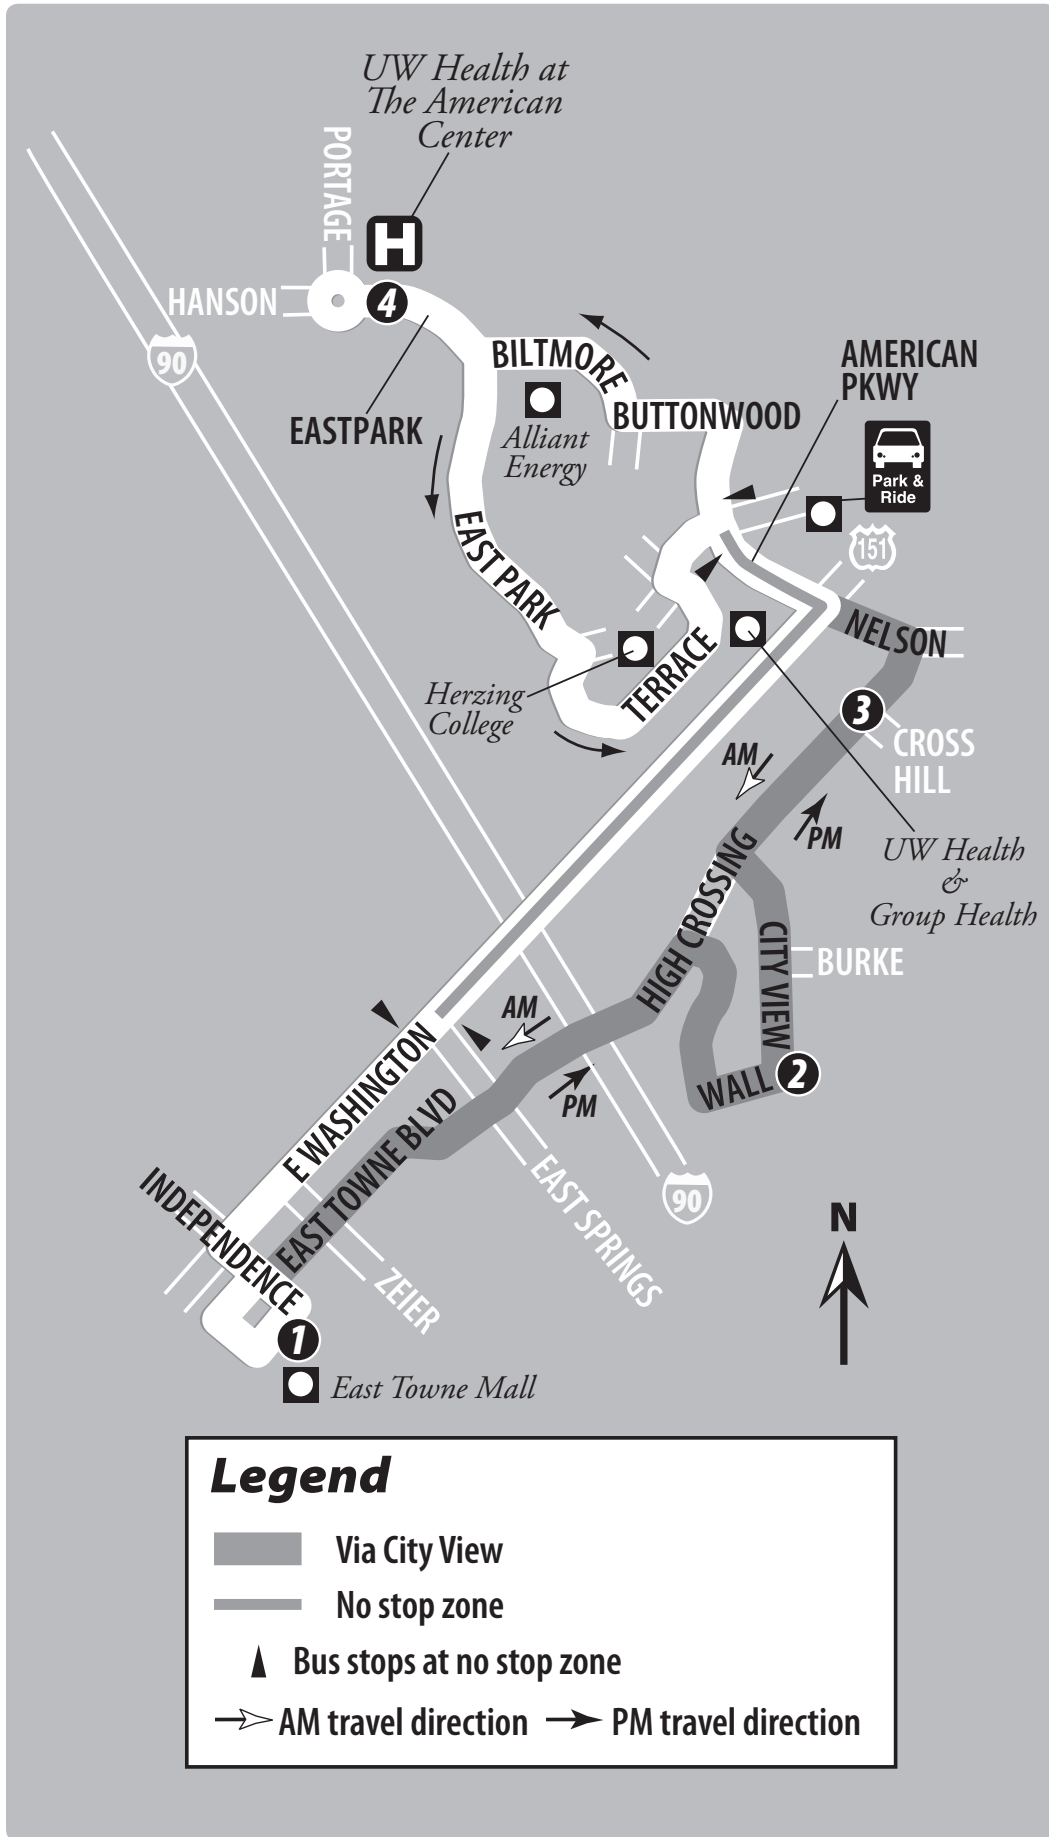 UW Health at
The American
Center
PORTAGE
H
HANSON
4
90
BILTMORE
AMERICAN
PKWY
BUTTONWOOD
EASTPARK
Alliant
Energy
Park &
Ride
151
EAST PARK
NELSON
TERRACE
Herzing
College
3
CROSS
HILL
AM
PM
UW Health
&
Group Health
HIGH CROSSING
CITY VIEW
BURKE
AM
PM
WALL
2
E WASHINGTON
EAST TOWNE BLVD
EAST SPRINGS
90
INDEPENDENCE
ZEIER
N
1
East Towne Mall
Legend
Via City View
No stop zone
Bus stops at no stop zone
AM travel direction
PM travel direction